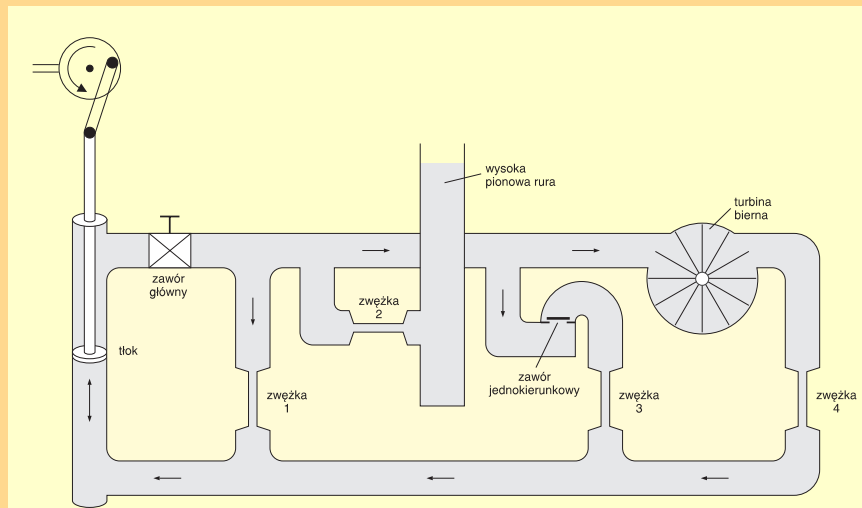 wysoka
pionowa rura
turbina
bierna
zawór
główny
zwężka
2
tłok
zawór
jednokierunkowy
zwężka
1
zwężka
3
zwężka
4